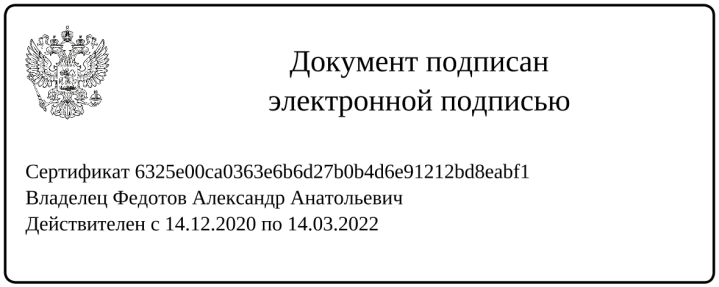 Документ подписан
электронной подписью
Сертификат 6325e00ca0363e6b6d27b0b4d6e91212bd8eabf1
Владелец Федотов Александр Анатольевич
Действителен с 14.12.2020 по 14.03.2022